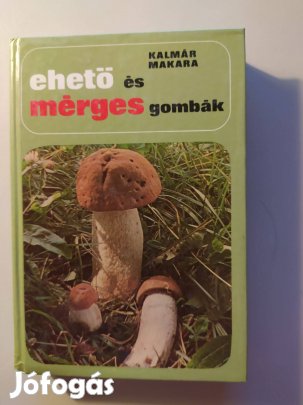 KALMÁR
MAKARA
ehető és
mérges gombák
Jófogás